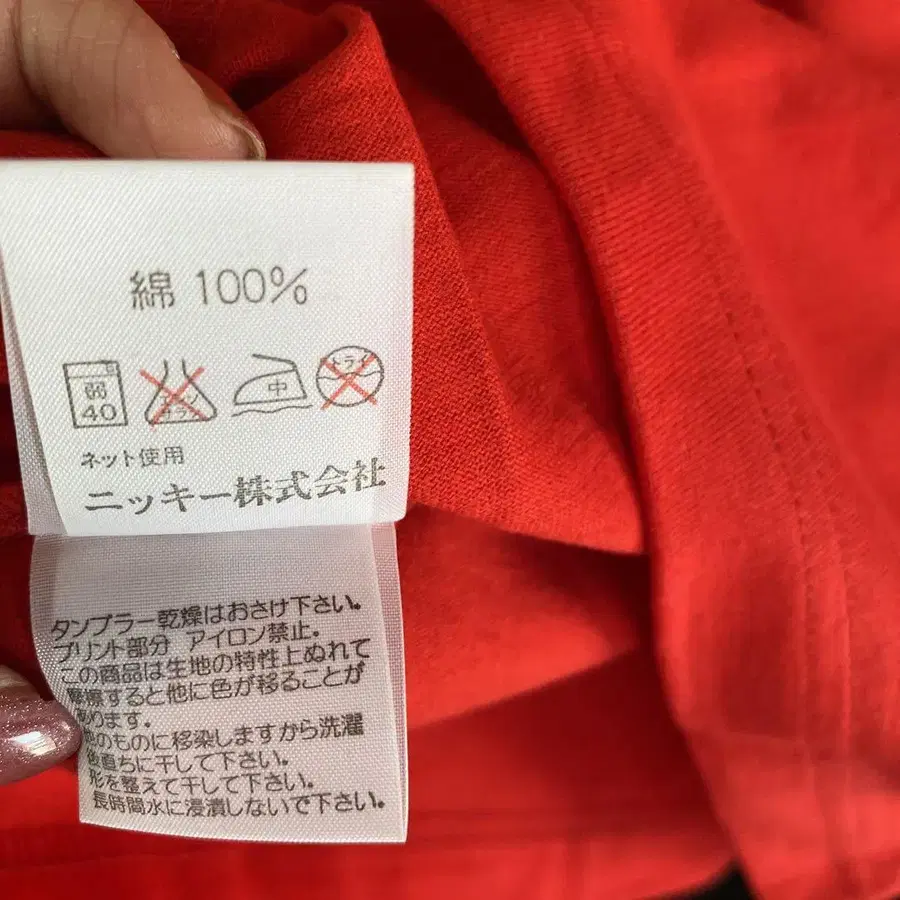 綿 100%
弱
40
エンソ
サラシ
中
ドライ
ネット使用
ニッキー株式会社
タンブラー乾燥はおさけ下さい。
プリント部分 アイロン禁止。
この商品は生地の特性上ぬれて
摩擦すると他に色が移ることが
あります。
他のものに移染しますから洗濯
後直ちに干して下さい。
形を整えて干して下さい。
長時間水に浸漬しないで下さい。